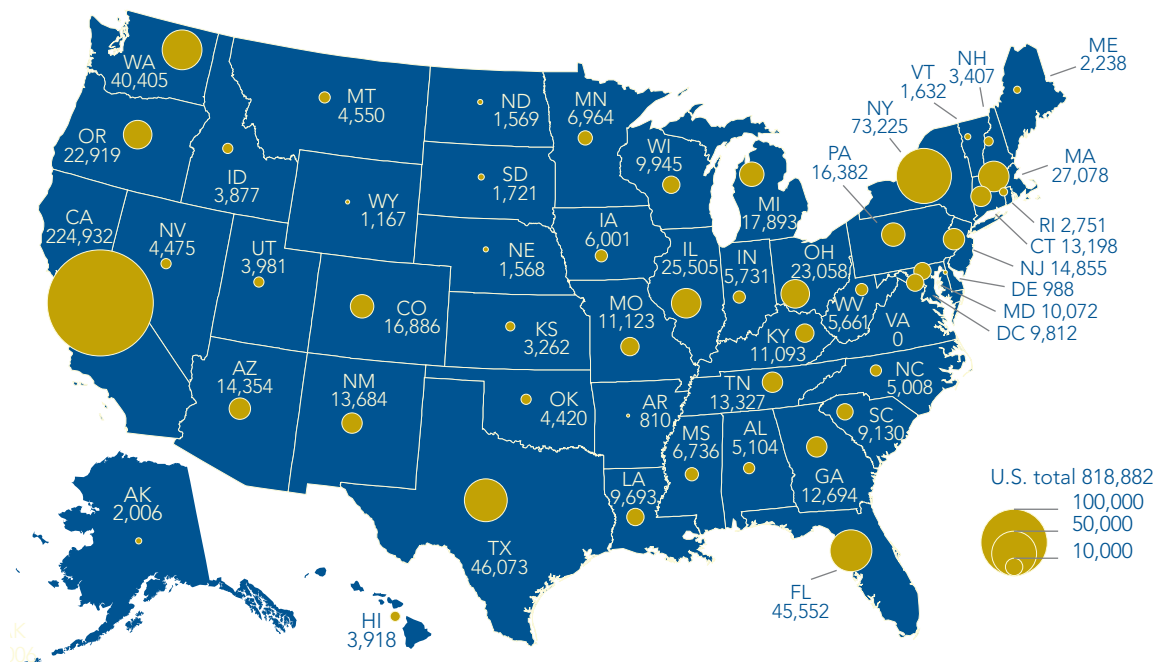 WA
40,405
OR
22,919
CA
224,932
NV
4,475
ID
3,877
MT
4,550
WY
1,167
UT
3,981
CO
16,886
AZ
14,354
NM
13,684
ND
1,569
SD
1,721
NE
1,568
KS
3,262
OK
4,420
TX
46,073
MN
6,964
IA
6,001
MO
11,123
AR
810
LA
9,693
WI
9,945
IL
25,505
MI
17,893
IN
5,731
OH
23,058
KY
11,093
TN
13,327
MS
6,736
AL
5,104
GA
12,694
FL
45,552
SC
9,130
NC
5,008
VA
0
WV
5,661
PA
16,382
NY
73,225
VT
1,632
NH
3,407
ME
2,238
MA
27,078
RI 2,751
CT 13,198
NJ 14,855
DE 988
MD 10,072
DC 9,812
AK
2,006
HI
3,918
U.S. total 818,882
100,000
50,000
10,000